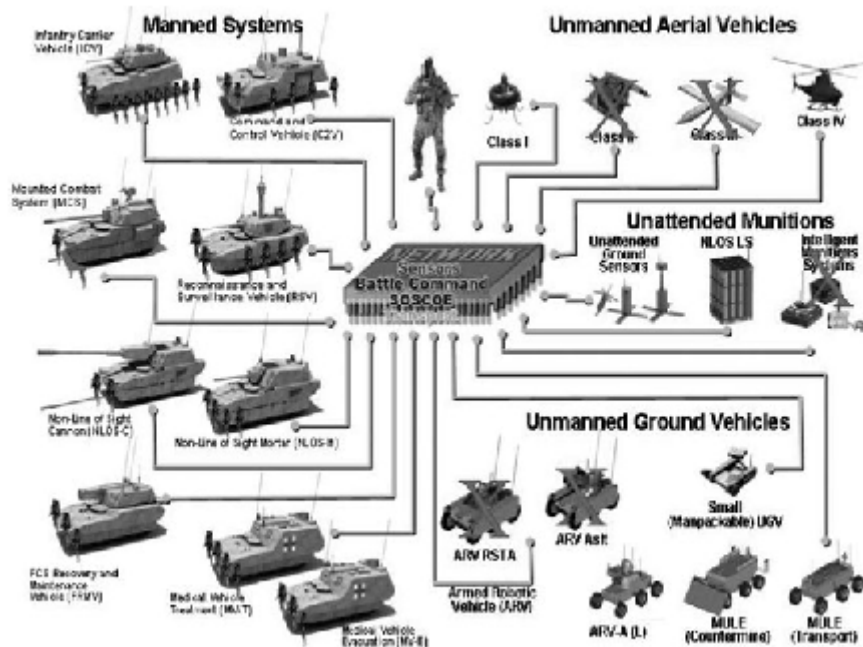 Manned Systems
Unmanned Aerial Vehicles
Infantry Carrier
Vehicle (ICV)
Command and
Control Vehicle (C2V)
Class I
Class II
Class III
Class IV
Mounted Combat
System (MCS)
Reconnaissance and
Surveillance Vehicle (RSV)
NETWORK
Sensors
Battle Command
SOSCOE
Unattended Munitions
Unattended
Ground
Sensors
NLOS LS
Intelligent
Munitions
Systems
Non-Line of Sight
Cannon (NLOS-C)
Non-Line of Sight Mortar (NLOS-M)
Unmanned Ground Vehicles
ARV RSTA
ARV Aslt
Small
(Manpackable) UGV
FCS Recovery and
Maintenance
Vehicle (FRMV)
Medical Vehicle
Treatment (MV-T)
Medical Vehicle
Evacuation (MV-E)
Armed Robotic
Vehicle (ARV)
ARV-A (L)
MULE
(Countermine)
MULE
(Transport)